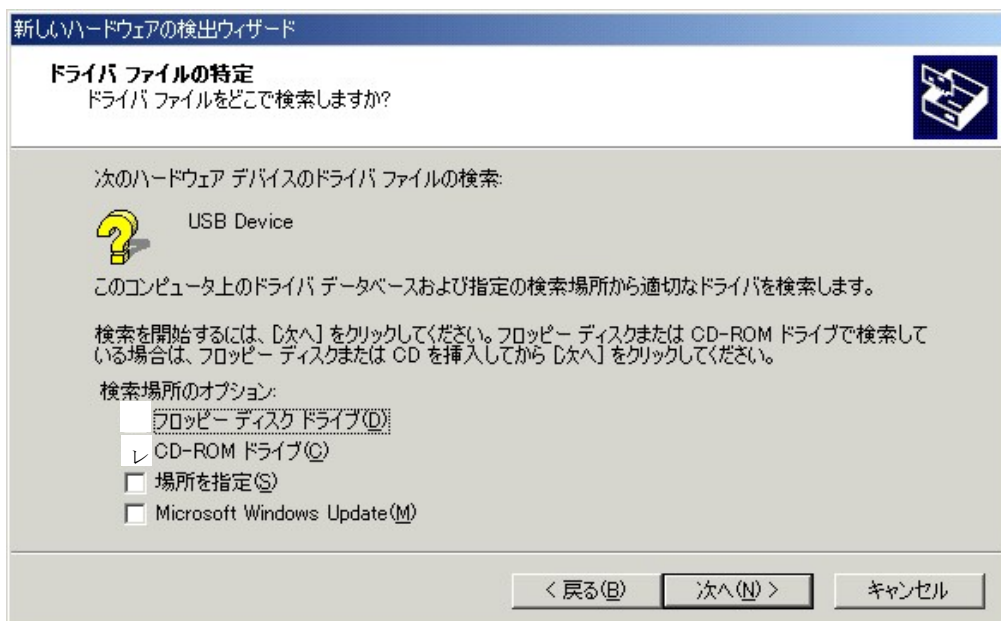 新しいハードウェアの検出ウィザード
ドライバ ファイルの特定
ドライバ ファイルをどこで検索しますか?
次のハードウェア デバイスのドライバ ファイルの検索:
USB Device
このコンピュータ上のドライバ データベースおよび指定の検索場所から適切なドライバを検索します。
検索を開始するには、[次へ] をクリックしてください。フロッピー ディスクまたは CD-ROM ドライブで検索して
いる場合は、フロッピー ディスクまたは CD を挿入してから [次へ] をクリックしてください。
検索場所のオプション:
フロッピー ディスク ドライブ(D)
レ CD-ROM ドライブ(C)
場所を指定(S)
Microsoft Windows Update(M)
< 戻る(B) 次へ(N) > キャンセル